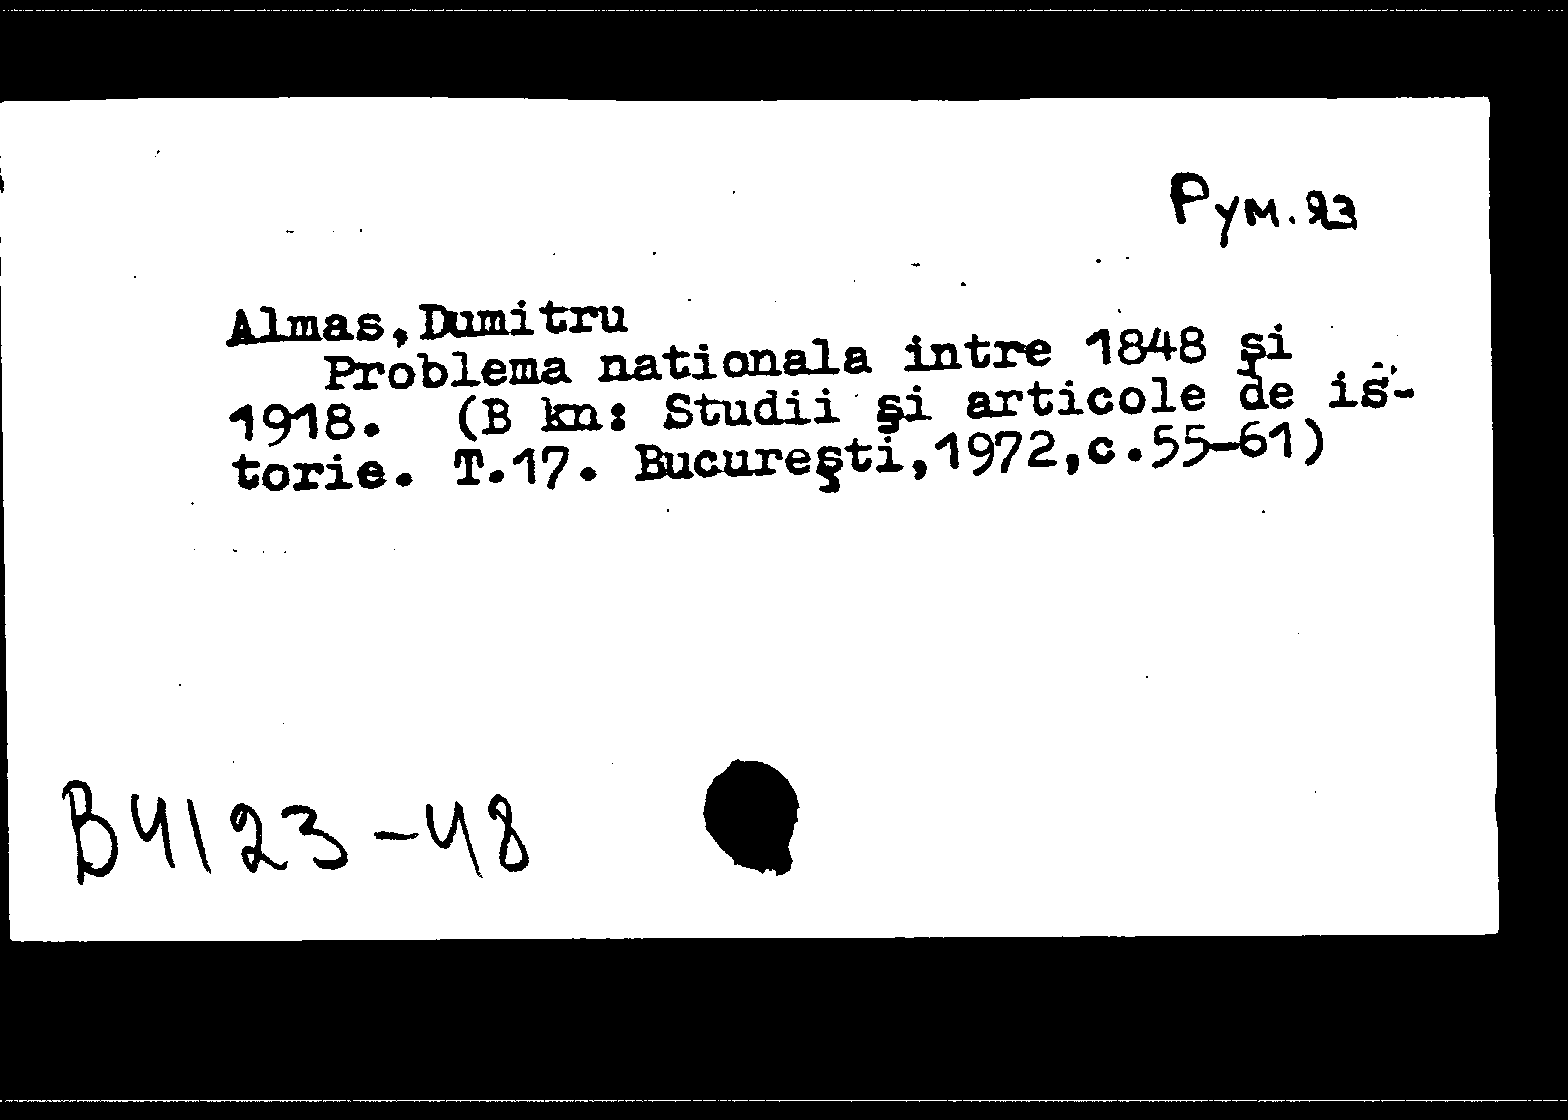 Рум. 93
Almas, Dumitru
Problema nationala intre 1848 şi
1918. (B kn: Studii şi articole de is-
torie. T.17. Bucureşti, 1972, c.55-61)
B4123-48